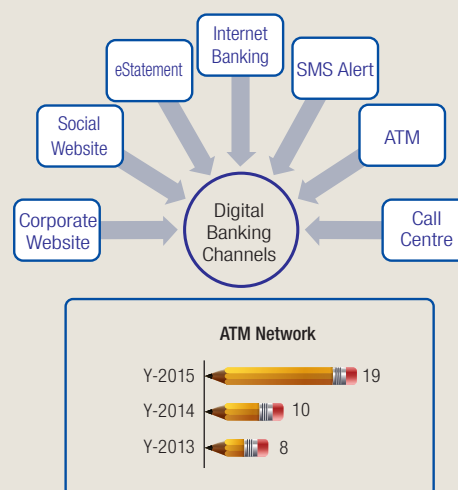 Internet
Banking
eStatement
SMS Alert
Social
Website
ATM
Corporate
Website
Digital
Banking
Channels
Call
Centre
ATM Network
Y-2015 19
Y-2014 10
Y-2013 8